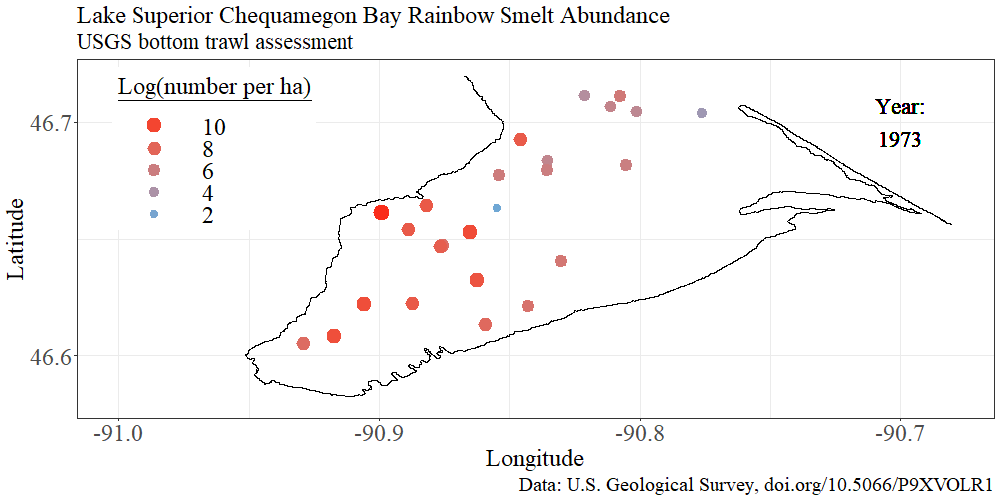 Lake Superior Chequamegon Bay Rainbow Smelt Abundance
USGS bottom trawl assessment
Log(number per ha)
10
8
6
4
2
Year:
1973
46.7
46.6
Latitude
-91.0 -90.9 -90.8 -90.7
Longitude
Data: U.S. Geological Survey, doi.org/10.5066/P9XVOLR1